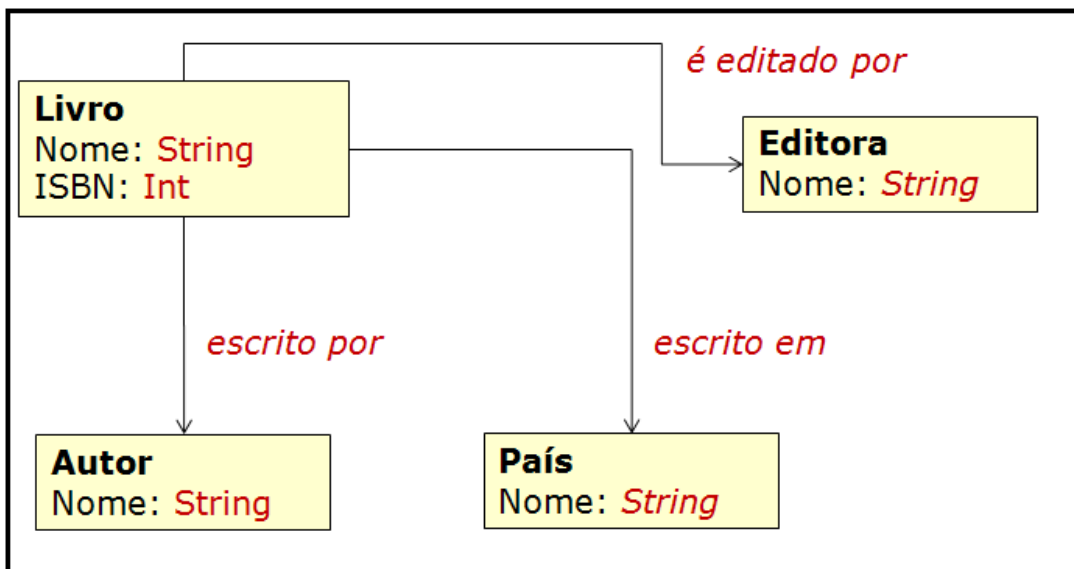 é editado por
Livro
Nome: String
ISBN: Int
Editora
Nome: String
escrito por
escrito em
Autor
Nome: String
País
Nome: String